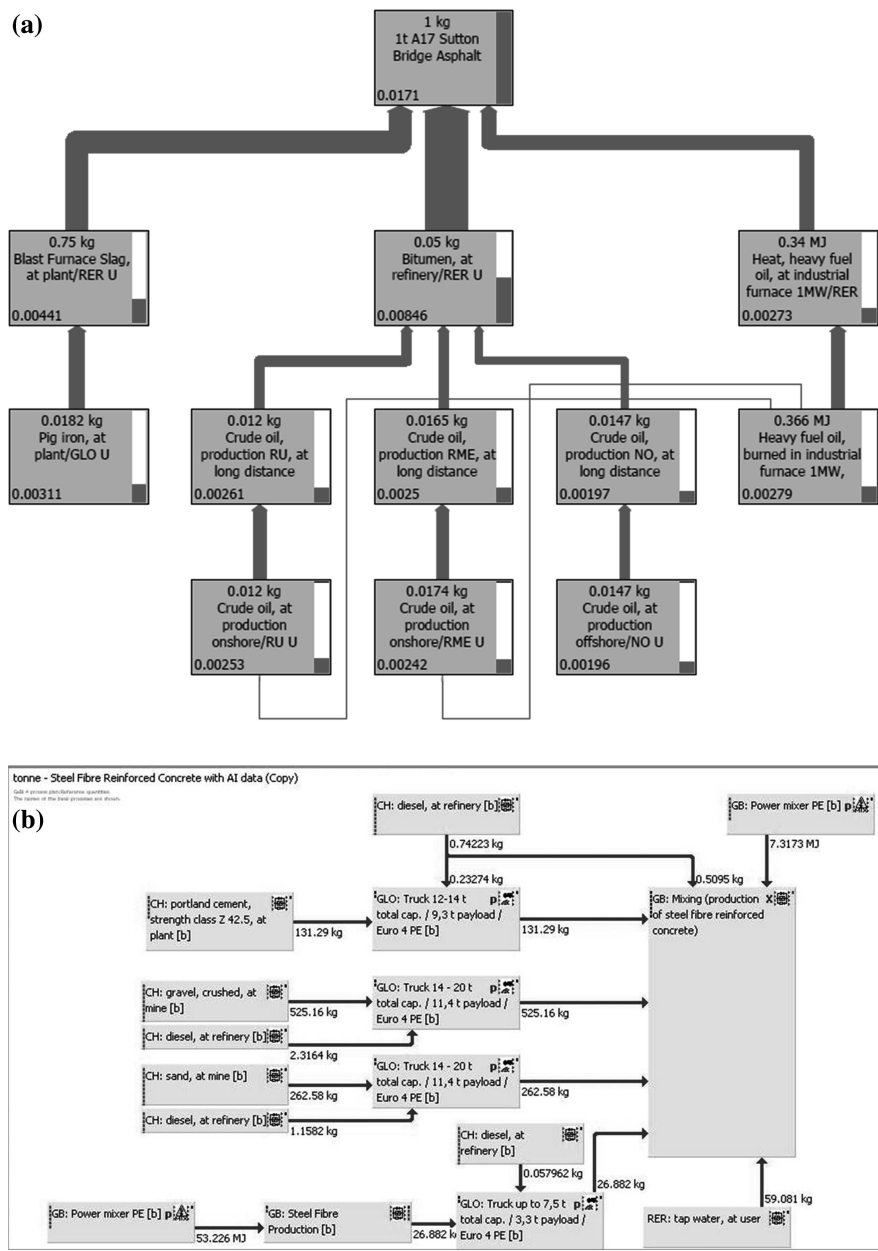 (a)
1 kg
1t A17 Sutton
Bridge Asphalt
0.0171
0.75 kg
Blast Furnace Slag,
at plant/RER U
0.00441
0.05 kg
Bitumen, at
refinery/RER U
0.00846
0.34 MJ
Heat, heavy fuel
oil, at industrial
furnace 1MW/RER
0.00273
0.0182 kg
Pig iron, at
plant/GLO U
0.00311
0.012 kg
Crude oil,
production RU, at
long distance
0.00261
0.0165 kg
Crude oil,
production RME, at
long distance
0.0025
0.0147 kg
Crude oil,
production NO, at
long distance
0.00197
0.366 MJ
Heavy fuel oil,
burned in industrial
furnace 1MW,
0.00279
0.012 kg
Crude oil, at
production
onshore/RU U
0.00253
0.0174 kg
Crude oil, at
production
onshore/RME U
0.00242
0.0147 kg
Crude oil, at
production
offshore/NO U
0.00196
tonne - Steel Fibre Reinforced Concrete with AI data (Copy)
GaBi 4 process plan:Reference quantities
The names of the basic processes are shown.
(b)
CH: diesel, at refinery [b]
GB: Power mixer PE [b] p
0.74223 kg
7.3173 MJ
0.23274 kg
0.5095 kg
CH: portland cement,
strength class Z 42.5, at
plant [b]
131.29 kg
GLO: Truck 12-14 t p
total cap. / 9,3 t payload /
Euro 4 PE [b]
131.29 kg
GB: Mixing (production X
of steel fibre reinforced
concrete)
CH: gravel, crushed, at
mine [b]
525.16 kg
GLO: Truck 14 - 20 t p
total cap. / 11,4 t payload /
Euro 4 PE [b]
525.16 kg
CH: diesel, at refinery [b]
2.3164 kg
CH: sand, at mine [b]
262.58 kg
GLO: Truck 14 - 20 t p
total cap. / 11,4 t payload /
Euro 4 PE [b]
262.58 kg
CH: diesel, at refinery [b]
1.1582 kg
CH: diesel, at
refinery [b]
0.057962 kg
26.882 kg
59.081 kg
GB: Power mixer PE [b] p
53.226 MJ
GB: Steel Fibre
Production [b]
26.882 k
GLO: Truck up to 7,5 t p
total cap. / 3,3 t payload /
Euro 4 PE [b]
RER: tap water, at user